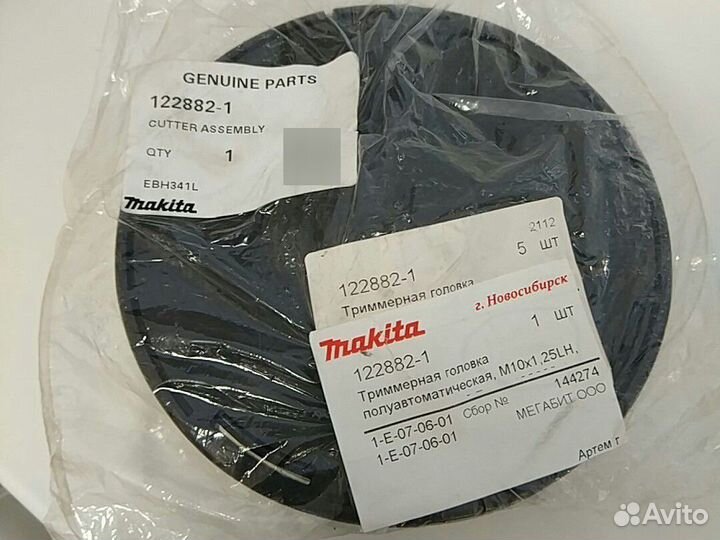 GENUINE PARTS
122882-1
CUTTER ASSEMBLY
QTY 1
EBH341L
makita
2112
5 шт
122882-1
Триммерная головка
makita
г. Новосибирск
1 шт
122882-1
Триммерная головка
полуавтоматическая, M10x1,25LH,
1-E-07-06-01 Сбор № 144274
1-E-07-06-01
МЕГАБИТ ООО
Артем г
Avito